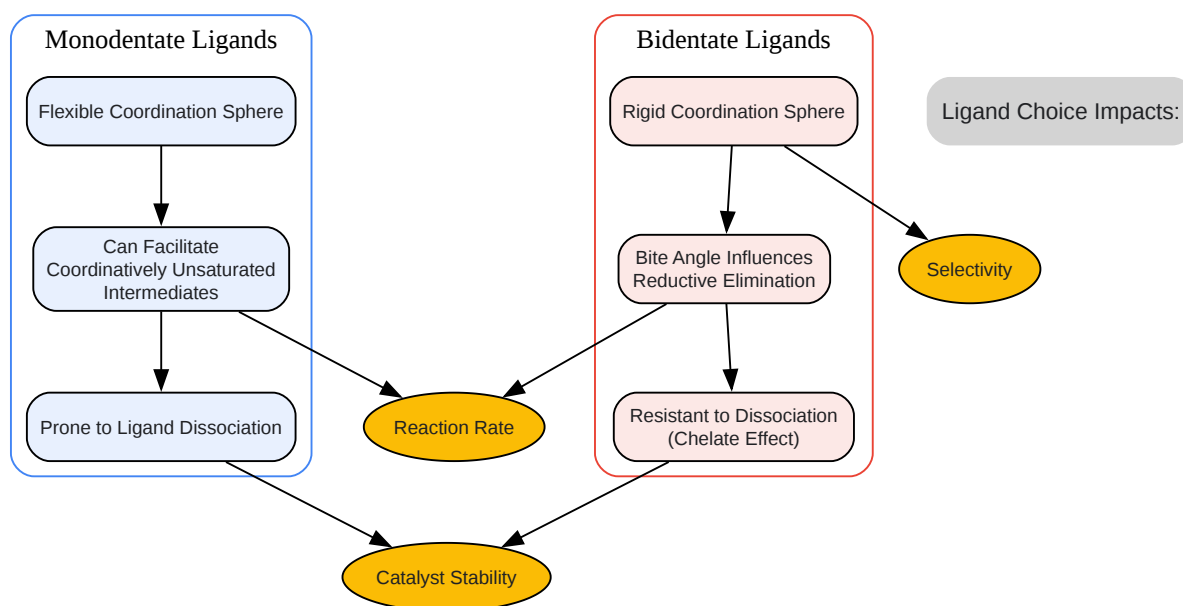 Monodentate Ligands
Flexible Coordination Sphere
Can Facilitate
Coordinatively Unsaturated
Intermediates
Prone to Ligand Dissociation
Bidentate Ligands
Rigid Coordination Sphere
Bite Angle Influences
Reductive Elimination
Resistant to Dissociation
(Chelate Effect)
Ligand Choice Impacts:
Selectivity
Reaction Rate
Catalyst Stability